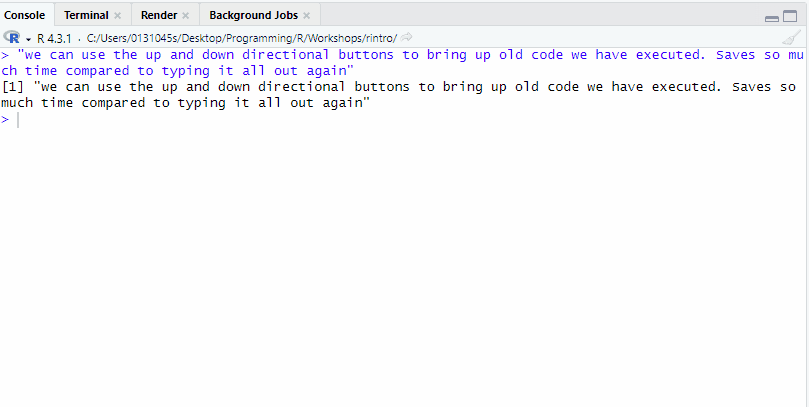 Console Terminal Render Background Jobs
R R 4.3.1 · C:/Users/0131045s/Desktop/Programming/R/Workshops/rintro/
> "we can use the up and down directional buttons to bring up old code we have executed. Saves so mu
ch time compared to typing it all out again"
[1] "we can use the up and down directional buttons to bring up old code we have executed. Saves so
much time compared to typing it all out again"
>